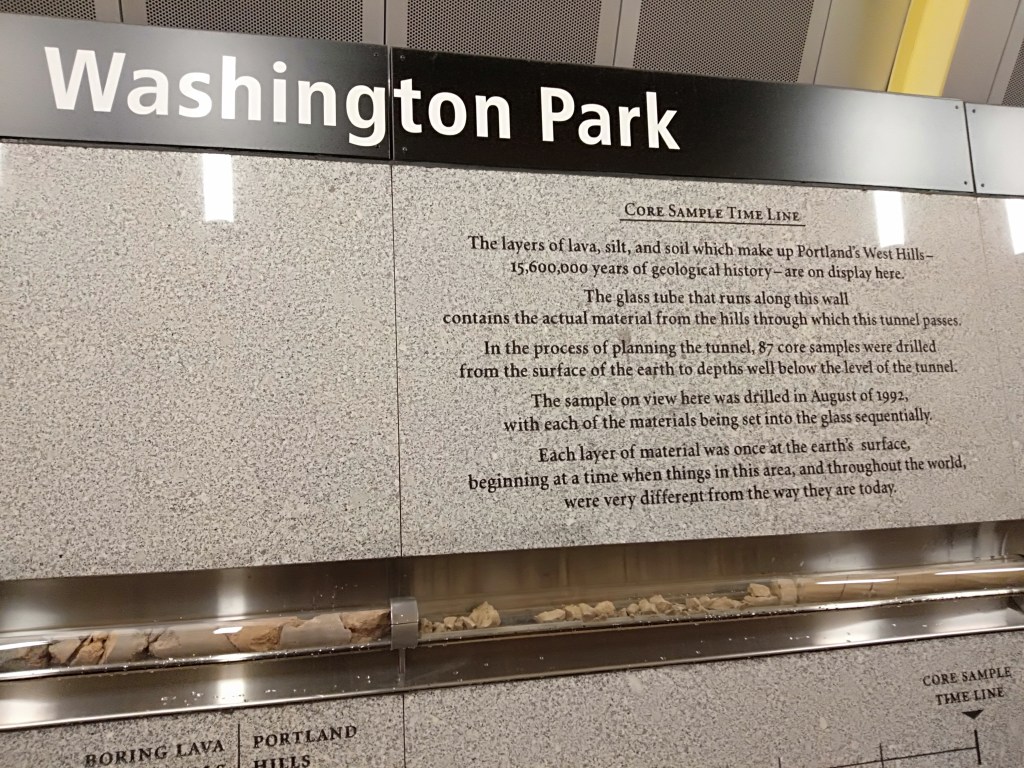 Washington Park
CORE SAMPLE TIME LINE
The layers of lava, silt, and soil which make up Portland's West Hills–
15,600,000 years of geological history–are on display here.
The glass tube that runs along this wall
contains the actual material from the hills through which this tunnel passes.
In the process of planning the tunnel, 87 core samples were drilled
from the surface of the earth to depths well below the level of the tunnel.
The sample on view here was drilled in August of 1992,
with each of the materials being set into the glass sequentially.
Each layer of material was once at the earth's surface,
beginning at a time when things in this area, and throughout the world,
were very different from the way they are today.
CORE SAMPLE
TIME LINE
BORING LAVA
PORTLAND
HILLS